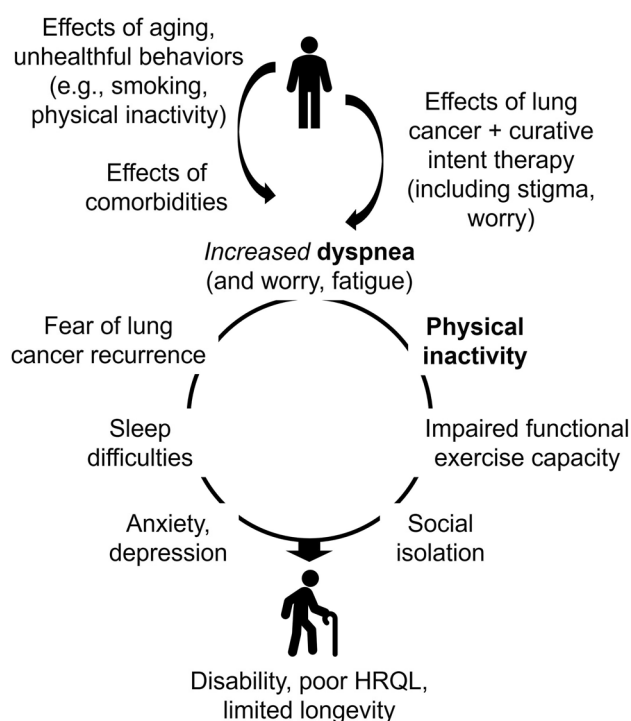 Effects of aging,
unhealthful behaviors
(e.g., smoking,
physical inactivity)
Effects of
comorbidities
Effects of lung
cancer + curative
intent therapy
(including stigma,
worry)
Increased dyspnea
(and worry, fatigue)
Fear of lung
cancer recurrence
Physical
inactivity
Sleep
difficulties
Impaired functional
exercise capacity
Anxiety,
depression
Social
isolation
Disability, poor HRQL,
limited longevity